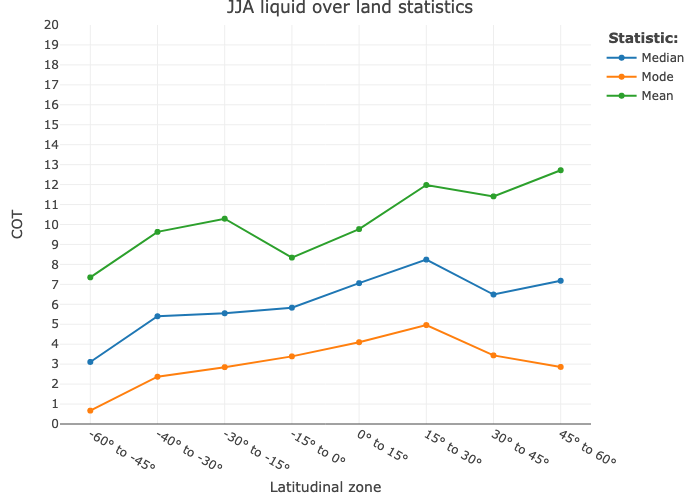 JJA liquid over land statistics
Statistic:
Median
Mode
Mean
COT
20
19
18
17
16
15
14
13
12
11
10
9
8
7
6
5
4
3
2
1
0
-60° to -45°
-40° to -30°
-30° to -15°
-15° to 0°
0° to 15°
15° to 30°
30° to 45°
45° to 60°
Latitudinal zone